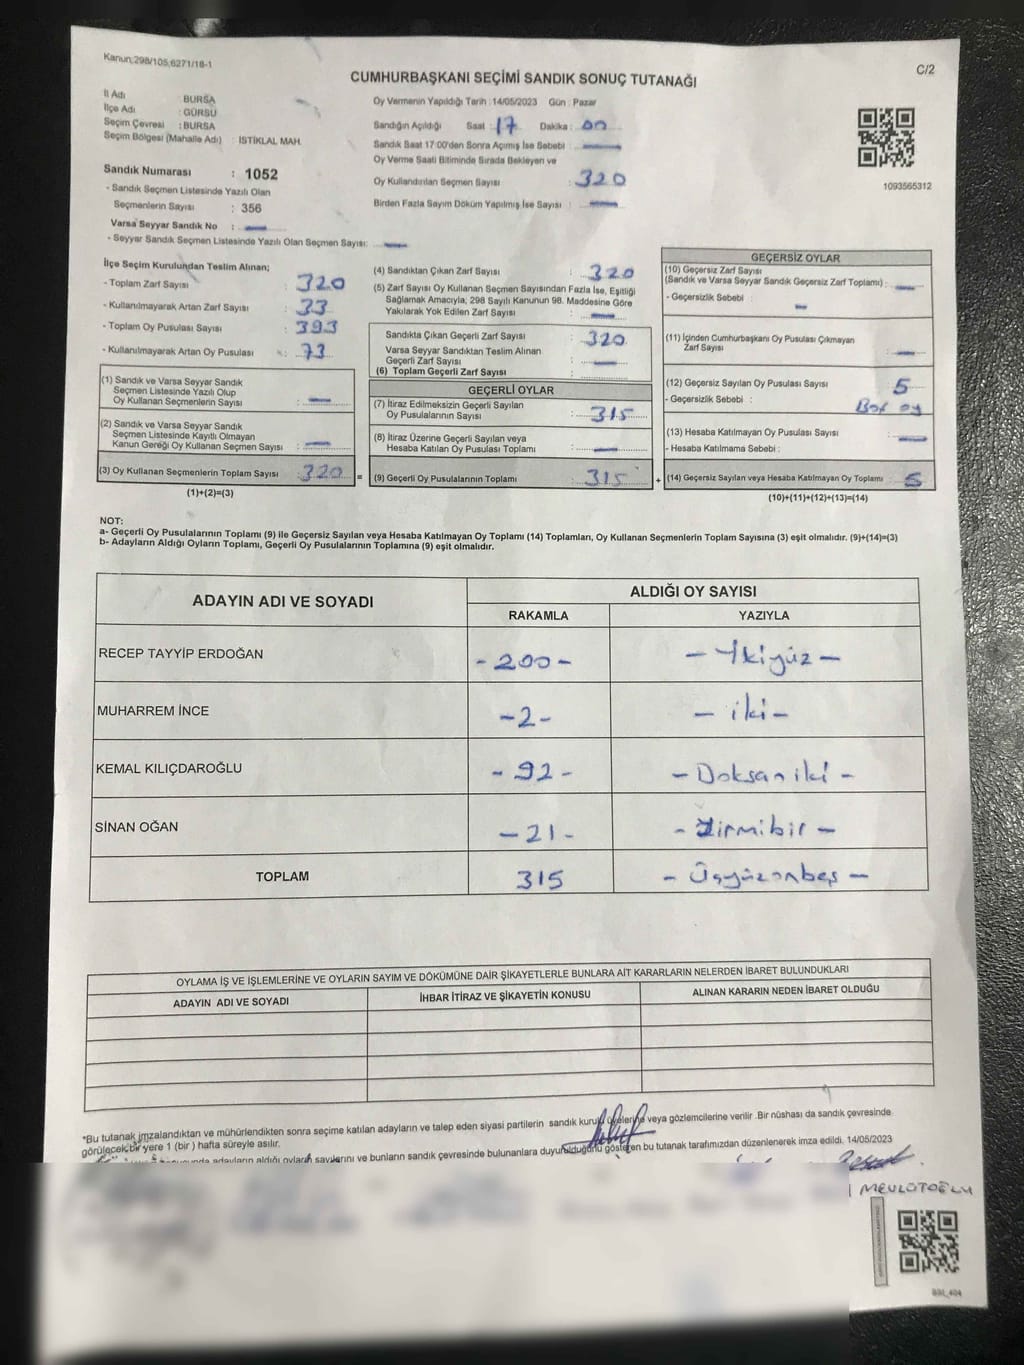 Kanun;298/105,6271/18-1
C/2
CUMHURBAŞKANI SEÇİMİ SANDIK SONUÇ TUTANAĞI
İl Adı : BURSA
İlçe Adı : GÜRSU
Seçim Çevresi : BURSA
Seçim Bölgesi (Mahalle Adı) : İSTİKLAL MAH.
Sandık Numarası : 1052
- Sandık Seçmen Listesinde Yazılı Olan
Seçmenlerin Sayısı : 356
Varsa Seyyar Sandık No : —
- Seyyar Sandık Seçmen Listesinde Yazılı Olan Seçmen Sayısı: —
Oy Vermenin Yapıldığı Tarih : 14/05/2023 Gün : Pazar
Sandığın Açıldığı Saat : 17 Dakika : 00
Sandık Saat 17:00'den Sonra Açımış İse Sebebi : —
Oy Verme Saati Bitiminde Sırada Bekleyen ve
Oy Kullandırılan Seçmen Sayısı : 320
Birden Fazla Sayım Döküm Yapılmış İse Sayısı : —
1093565312
İlçe Seçim Kurulundan Teslim Alınan;
- Toplam Zarf Sayısı : 320
- Kullanılmayarak Artan Zarf Sayısı : 33
- Toplam Oy Pusulası Sayısı : 393
- Kullanılmayarak Artan Oy Pusulası : 73
(1) Sandık ve Varsa Seyyar Sandık
Seçmen Listesinde Yazılı Olup
Oy Kullanan Seçmenlerin Sayısı : —
(2) Sandık ve Varsa Seyyar Sandık
Seçmen Listesinde Kayıtlı Olmayan
Kanun Gereği Oy Kullanan Seçmen Sayısı : —
(3) Oy Kullanan Seçmenlerin Toplam Sayısı : 320 =
(1)+(2)=(3)
(4) Sandıktan Çıkan Zarf Sayısı : 320
(5) Zarf Sayısı Oy Kullanan Seçmen Sayısından Fazla İse, Eşitliği
Sağlamak Amacıyla, 298 Sayılı Kanunun 98. Maddesine Göre
Yakılarak Yok Edilen Zarf Sayısı : —
Sandıkta Çıkan Geçerli Zarf Sayısı : 320
Varsa Seyyar Sandıktan Teslim Alınan
Geçerli Zarf Sayısı : —
(6) Toplam Geçerli Zarf Sayısı :
GEÇERLİ OYLAR
(7) İtiraz Edilmeksizin Geçerli Sayılan
Oy Pusulalarının Sayısı : 315
(8) İtiraz Üzerine Geçerli Sayılan veya
Hesaba Katılan Oy Pusulası Toplamı : —
(9) Geçerli Oy Pusulalarının Toplamı : 315 +
GEÇERSİZ OYLAR
(10) Geçersiz Zarf Sayısı
(Sandık ve Varsa Seyyar Sandık Geçersiz Zarf Toplamı) : —
- Geçersizlik Sebebi : —
(11) İçinden Cumhurbaşkanı Oy Pusulası Çıkmayan
Zarf Sayısı : —
(12) Geçersiz Sayılan Oy Pusulası Sayısı : 5
- Geçersizlik Sebebi : Boş oy
(13) Hesaba Katılmayan Oy Pusulası Sayısı : —
- Hesaba Katılmama Sebebi :
(14) Geçersiz Sayılan veya Hesaba Katılmayan Oy Toplamı : 5
(10)+(11)+(12)+(13)=(14)
NOT:
a- Geçerli Oy Pusulalarının Toplamı (9) ile Geçersiz Sayılan veya Hesaba Katılmayan Oy Toplamı (14) Toplamları, Oy Kullanan Seçmenlerin Toplam Sayısına (3) eşit olmalıdır. (9)+(14)=(3)
b- Adayların Aldığı Oyların Toplamı, Geçerli Oy Pusulalarının Toplamına (9) eşit olmalıdır.
ADAYIN ADI VE SOYADI
ALDIĞI OY SAYISI
RAKAMLA YAZIYLA
RECEP TAYYİP ERDOĞAN - 200 - - İkiyüz -
MUHARREM İNCE -2- - iki -
KEMAL KILIÇDAROĞLU - 92 - - Doksan iki -
SİNAN OĞAN - 21 - - Yirmibir -
TOPLAM 315 - Üçyüzonbeş -
OYLAMA İŞ VE İŞLEMLERİNE VE OYLARIN SAYIM VE DÖKÜMÜNE DAİR ŞİKAYETLERLE BUNLARA AİT KARARLARIN NELERDEN İBARET BULUNDUKLARI
ADAYIN ADI VE SOYADI İHBAR İTİRAZ VE ŞİKAYETİN KONUSU ALINAN KARARIN NEDEN İBARET OLDUĞU
*Bu tutanak imzalandıktan ve mühürlendikten sonra seçime katılan adayların ve talep eden siyasi partilerin sandık kurulu üyelerine veya gözlemcilerine verilir .Bir nüshası da sandık çevresinde
görülecek bir yere 1 (bir ) hafta süreyle asılır.
adayların aldığı oyların sayılarını ve bunların sandık çevresinde bulunanlara duyurulduğunu gösteren bu tutanak tarafımızdan düzenlenerek imza edildi. 14/05/2023
MEVLÜTOĞLU